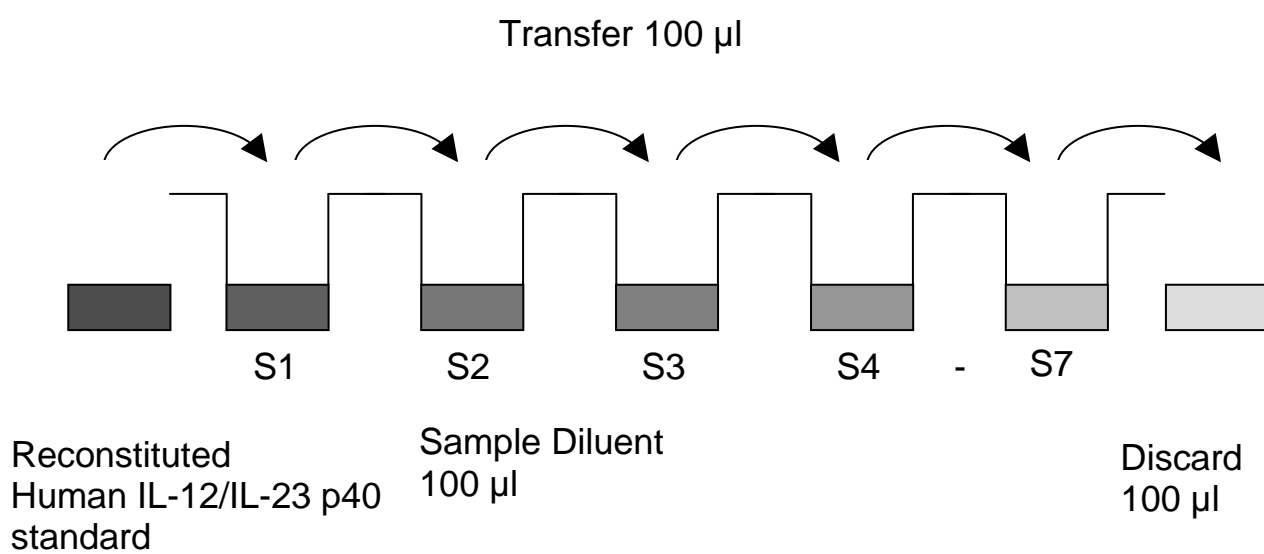 Transfer 100 µl
S1 S2 S3 S4 - S7
Reconstituted
Human IL-12/IL-23 p40
standard
Sample Diluent
100 µl
Discard
100 µl